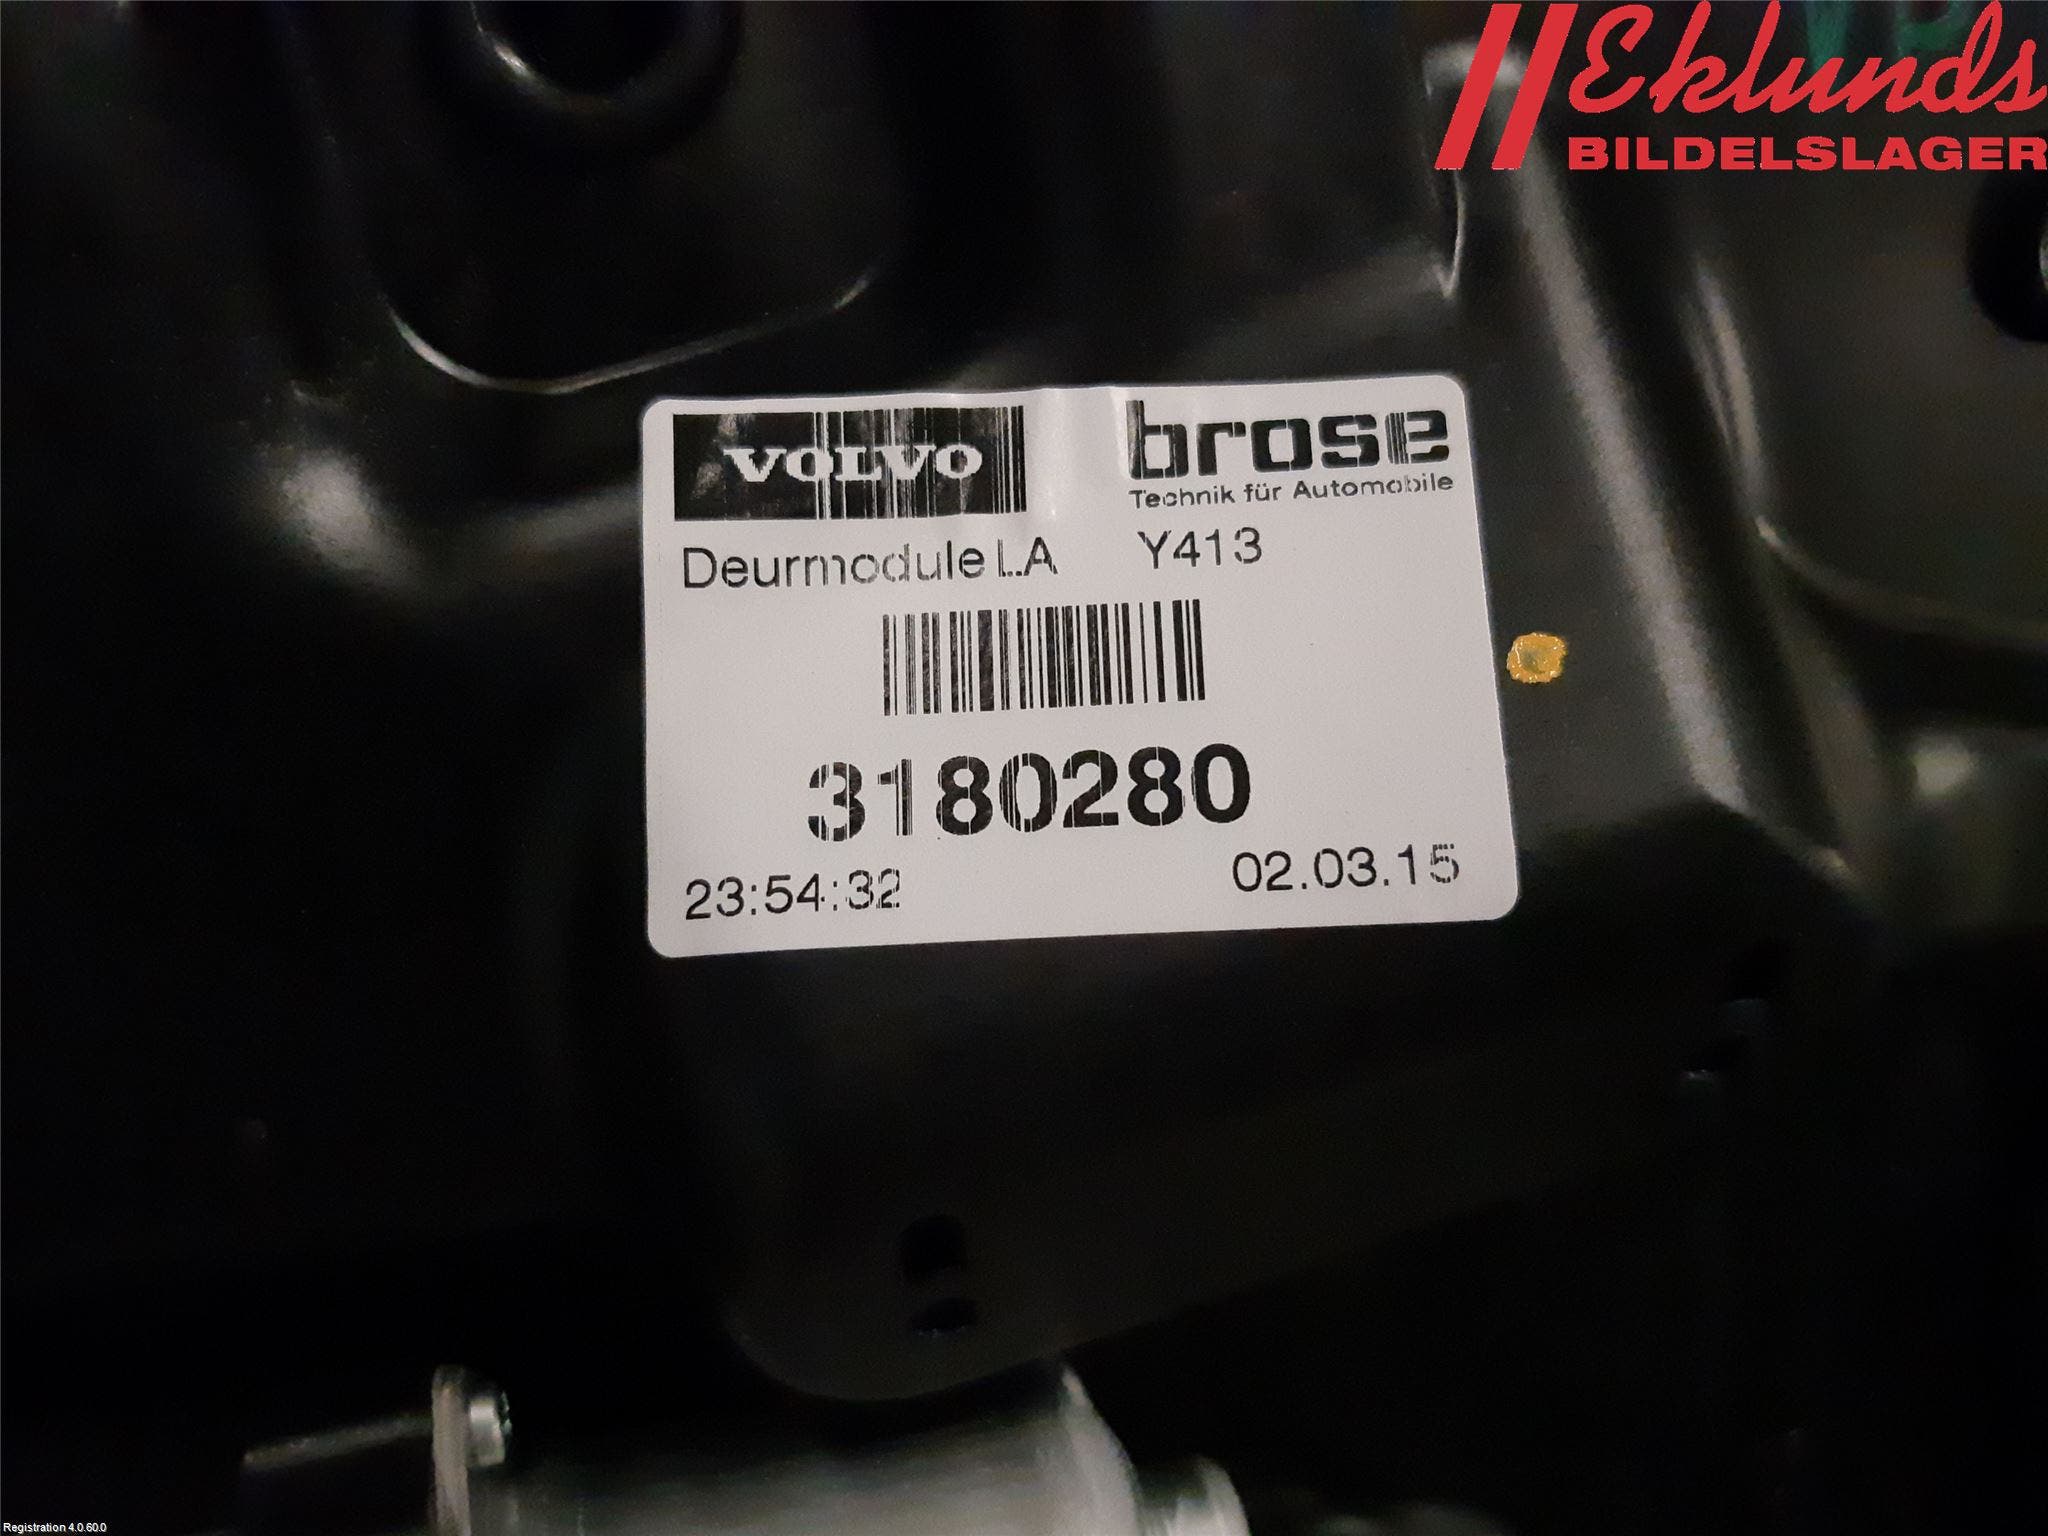 Eklunds
BILDELSLAGER
VOLVO
brose
Technik für Automobile
Deurmodule LA Y413
3180280
23:54:32 02.03.15
Registration 4.0.60.0